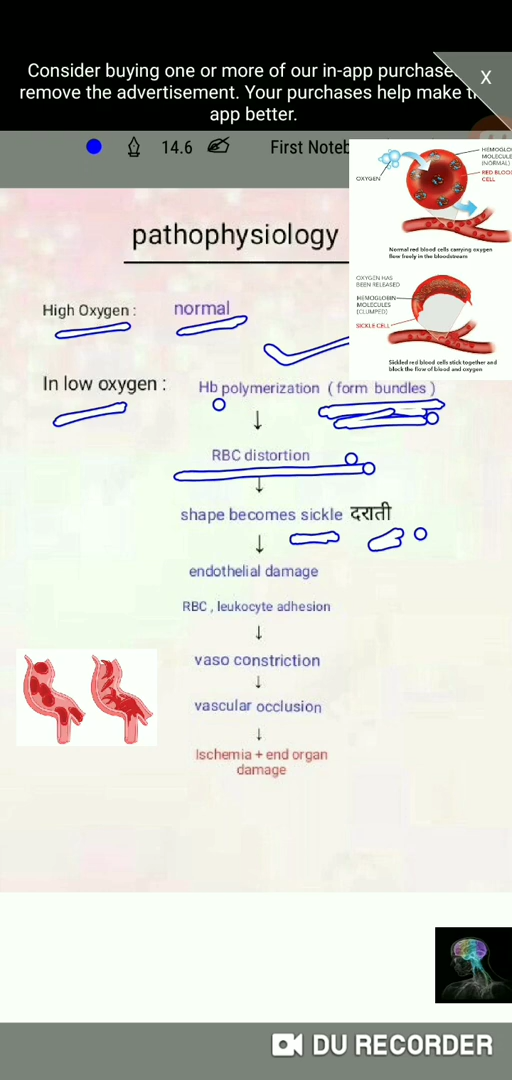 Consider buying one or more of our in-app purchase
remove the advertisement. Your purchases help make
app better.
X
14.6
First Noteb
OXYGEN
MOLECULE
(NORMAL)
RED BLOOD
CELL
Normal red blood cells carrying oxygen
flow freely in the bloodstream
OXYGEN HAS
BEEN RELEASED
HEMOGLOBIN
MOLECULES
(CLUMPED)
SICKLE CELL
Sickled red blood cells stick together and
block the flow of blood and oxygen
pathophysiology
High Oxygen : normal
In low oxygen : Hb polymerization ( form bundles )
RBC distortion
shape becomes sickle दराती
endothelial damage
RBC , leukocyte adhesion
vaso constriction
vascular occlusion
Ischemia + end organ
damage
DU RECORDER